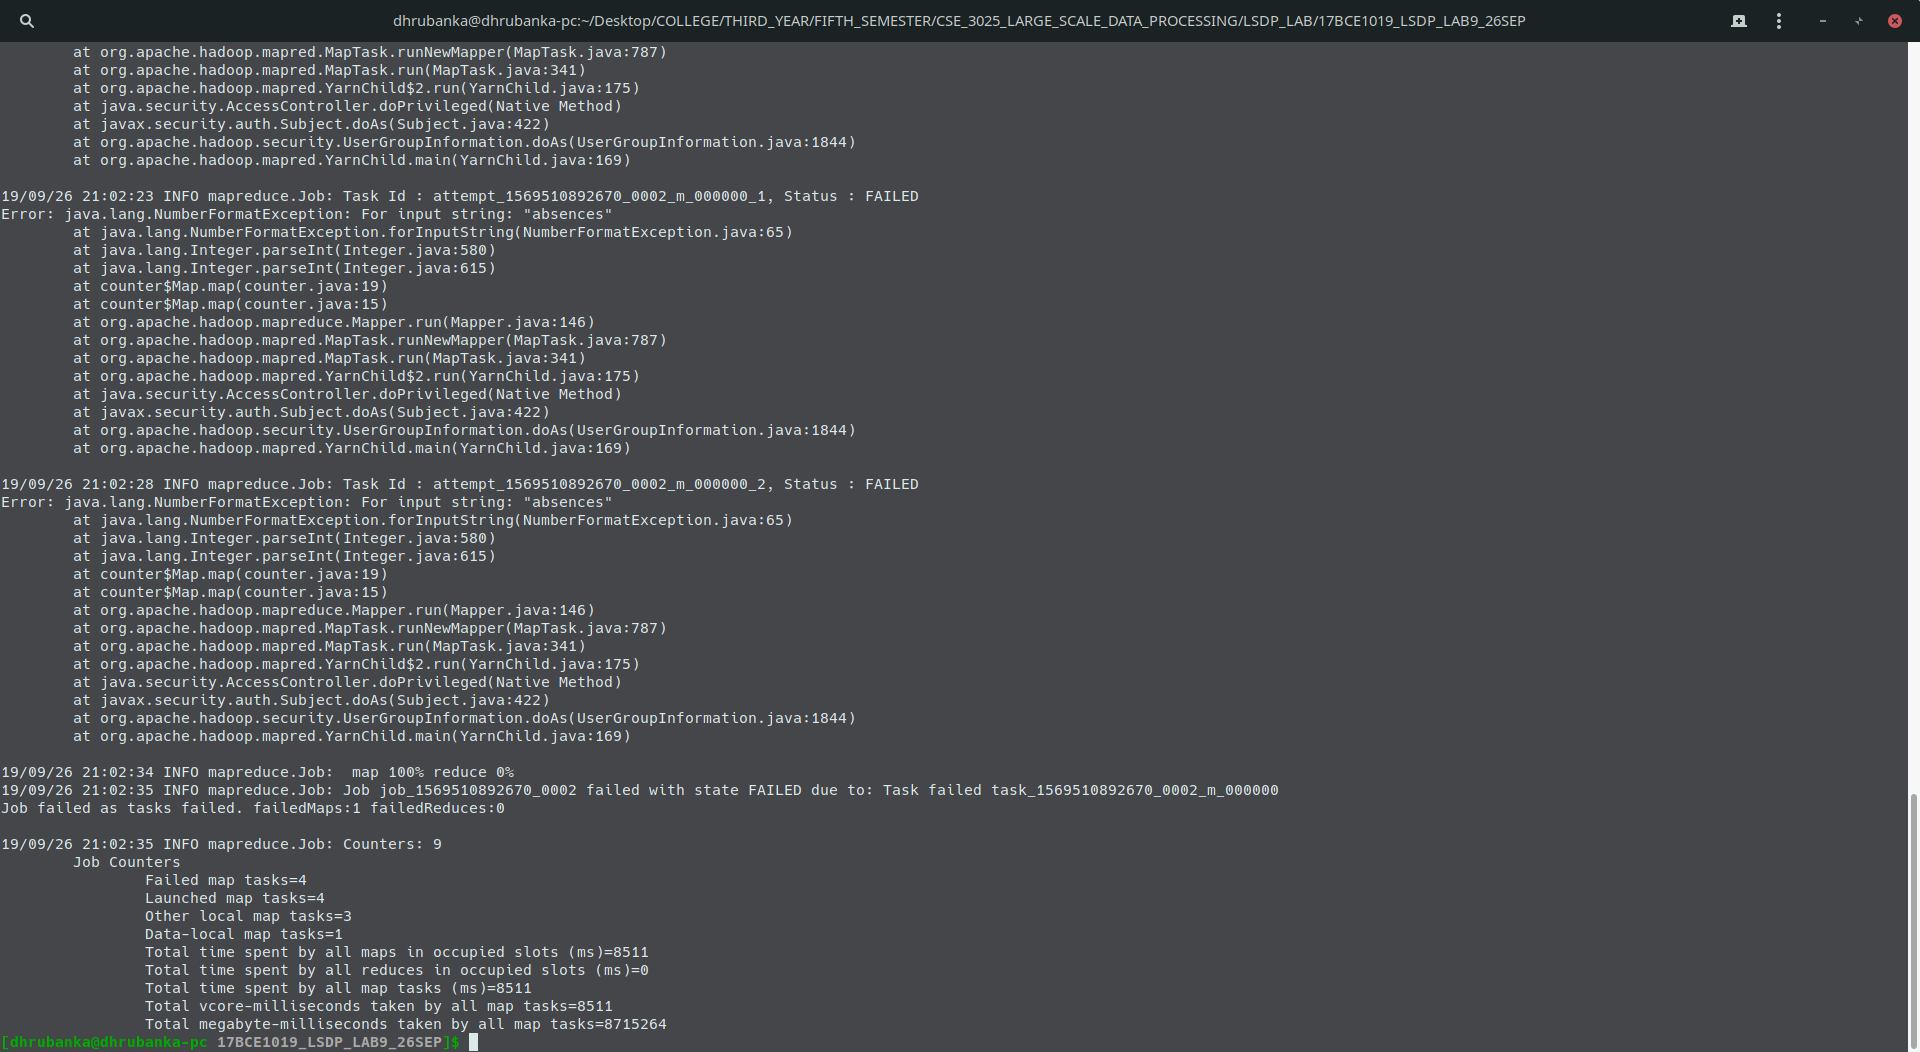 dhrubanka@dhrubanka-pc:~/Desktop/COLLEGE/THIRD_YEAR/FIFTH_SEMESTER/CSE_3025_LARGE_SCALE_DATA_PROCESSING/LSDP_LAB/17BCE1019_LSDP_LAB9_26SEP
at org.apache.hadoop.mapred.MapTask.runNewMapper(MapTask.java:787)
at org.apache.hadoop.mapred.MapTask.run(MapTask.java:341)
at org.apache.hadoop.mapred.YarnChild$2.run(YarnChild.java:175)
at java.security.AccessController.doPrivileged(Native Method)
at javax.security.auth.Subject.doAs(Subject.java:422)
at org.apache.hadoop.security.UserGroupInformation.doAs(UserGroupInformation.java:1844)
at org.apache.hadoop.mapred.YarnChild.main(YarnChild.java:169)
19/09/26 21:02:23 INFO mapreduce.Job: Task Id : attempt_1569510892670_0002_m_000000_1, Status : FAILED
Error: java.lang.NumberFormatException: For input string: "absences"
at java.lang.NumberFormatException.forInputString(NumberFormatException.java:65)
at java.lang.Integer.parseInt(Integer.java:580)
at java.lang.Integer.parseInt(Integer.java:615)
at counter$Map.map(counter.java:19)
at counter$Map.map(counter.java:15)
at org.apache.hadoop.mapreduce.Mapper.run(Mapper.java:146)
at org.apache.hadoop.mapred.MapTask.runNewMapper(MapTask.java:787)
at org.apache.hadoop.mapred.MapTask.run(MapTask.java:341)
at org.apache.hadoop.mapred.YarnChild$2.run(YarnChild.java:175)
at java.security.AccessController.doPrivileged(Native Method)
at javax.security.auth.Subject.doAs(Subject.java:422)
at org.apache.hadoop.security.UserGroupInformation.doAs(UserGroupInformation.java:1844)
at org.apache.hadoop.mapred.YarnChild.main(YarnChild.java:169)
19/09/26 21:02:28 INFO mapreduce.Job: Task Id : attempt_1569510892670_0002_m_000000_2, Status : FAILED
Error: java.lang.NumberFormatException: For input string: "absences"
at java.lang.NumberFormatException.forInputString(NumberFormatException.java:65)
at java.lang.Integer.parseInt(Integer.java:580)
at java.lang.Integer.parseInt(Integer.java:615)
at counter$Map.map(counter.java:19)
at counter$Map.map(counter.java:15)
at org.apache.hadoop.mapreduce.Mapper.run(Mapper.java:146)
at org.apache.hadoop.mapred.MapTask.runNewMapper(MapTask.java:787)
at org.apache.hadoop.mapred.MapTask.run(MapTask.java:341)
at org.apache.hadoop.mapred.YarnChild$2.run(YarnChild.java:175)
at java.security.AccessController.doPrivileged(Native Method)
at javax.security.auth.Subject.doAs(Subject.java:422)
at org.apache.hadoop.security.UserGroupInformation.doAs(UserGroupInformation.java:1844)
at org.apache.hadoop.mapred.YarnChild.main(YarnChild.java:169)
19/09/26 21:02:34 INFO mapreduce.Job:  map 100% reduce 0%
19/09/26 21:02:35 INFO mapreduce.Job: Job job_1569510892670_0002 failed with state FAILED due to: Task failed task_1569510892670_0002_m_000000
Job failed as tasks failed. failedMaps:1 failedReduces:0
19/09/26 21:02:35 INFO mapreduce.Job: Counters: 9
Job Counters
Failed map tasks=4
Launched map tasks=4
Other local map tasks=3
Data-local map tasks=1
Total time spent by all maps in occupied slots (ms)=8511
Total time spent by all reduces in occupied slots (ms)=0
Total time spent by all map tasks (ms)=8511
Total vcore-milliseconds taken by all map tasks=8511
Total megabyte-milliseconds taken by all map tasks=8715264
[dhrubanka@dhrubanka-pc 17BCE1019_LSDP_LAB9_26SEP]$